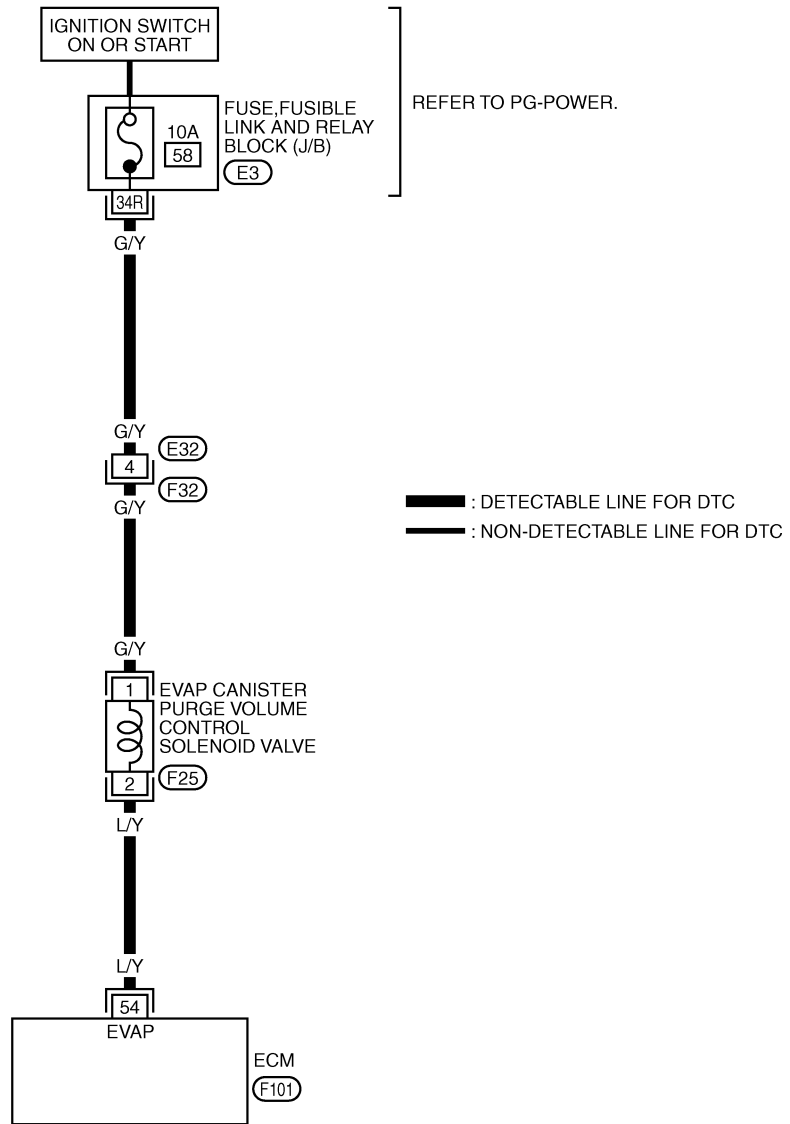 IGNITION SWITCH
ON OR START
FUSE,FUSIBLE
LINK AND RELAY
BLOCK (J/B)
REFER TO PG-POWER.
10A
58
E3
34R
G/Y
G/Y
E32
4
F32
G/Y
: DETECTABLE LINE FOR DTC
: NON-DETECTABLE LINE FOR DTC
G/Y
1
EVAP CANISTER
PURGE VOLUME
CONTROL
SOLENOID VALVE
2
F25
L/Y
L/Y
54
EVAP
ECM
F101